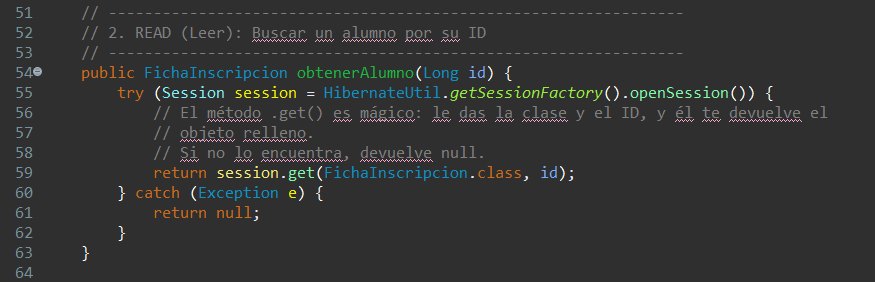 51 // ----------------------------------------------------------------
52 // 2. READ (Leer): Buscar un alumno por su ID
53 // ----------------------------------------------------------------
54 public FichaInscripcion obtenerAlumno(Long id) {
55 try (Session session = HibernateUtil.getSessionFactory().openSession()) {
56 // El método .get() es mágico: le das la clase y el ID, y él te devuelve el
57 // objeto relleno.
58 // Si no lo encuentra, devuelve null.
59 return session.get(FichaInscripcion.class, id);
60 } catch (Exception e) {
61 return null;
62 }
63 }
64